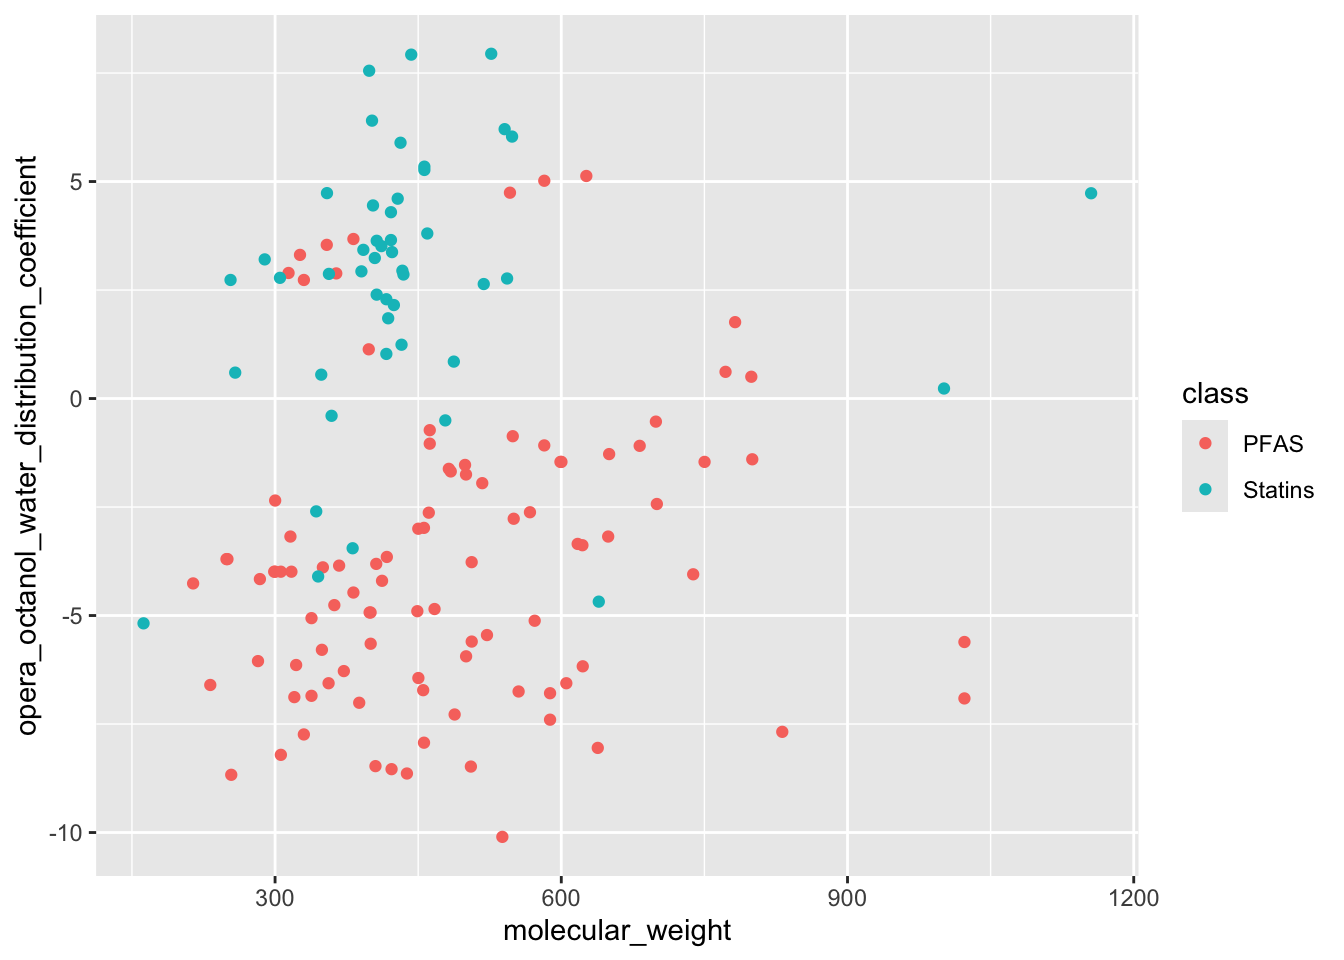 opera_octanol_water_distribution_coefficient
5
0
-5
-10
300
600
900
1200
molecular_weight
class
PFAS
Statins